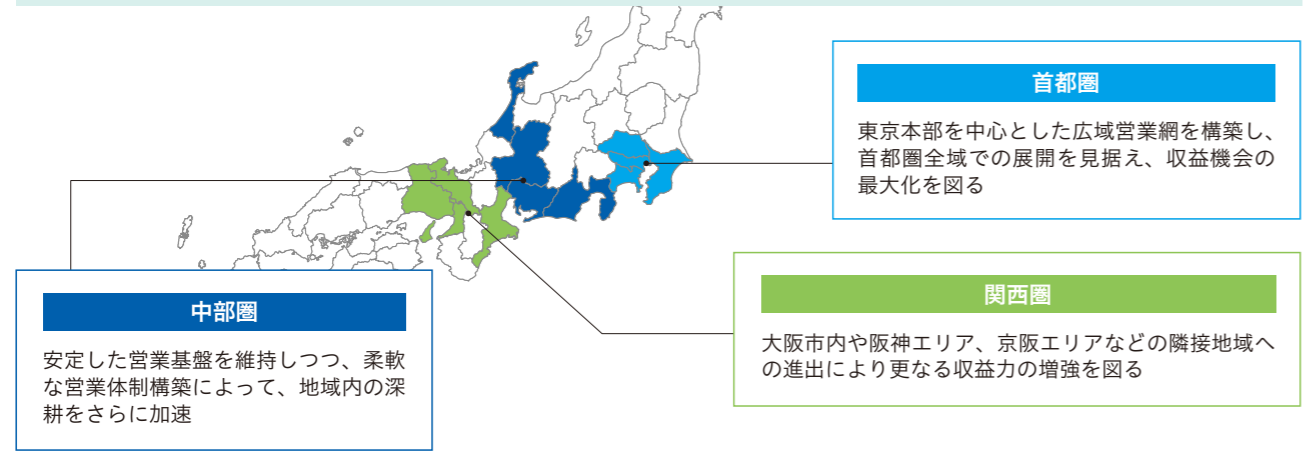 首都圏
東京本部を中心とした広域営業網を構築し、
首都圏全域での展開を見据え、収益機会の
最大化を図る
関西圏
大阪市内や阪神エリア、京阪エリアなどの隣接地域へ
の進出により更なる収益力の増強を図る
中部圏
安定した営業基盤を維持しつつ、柔軟
な営業体制構築によって、地域内の深
耕をさらに加速